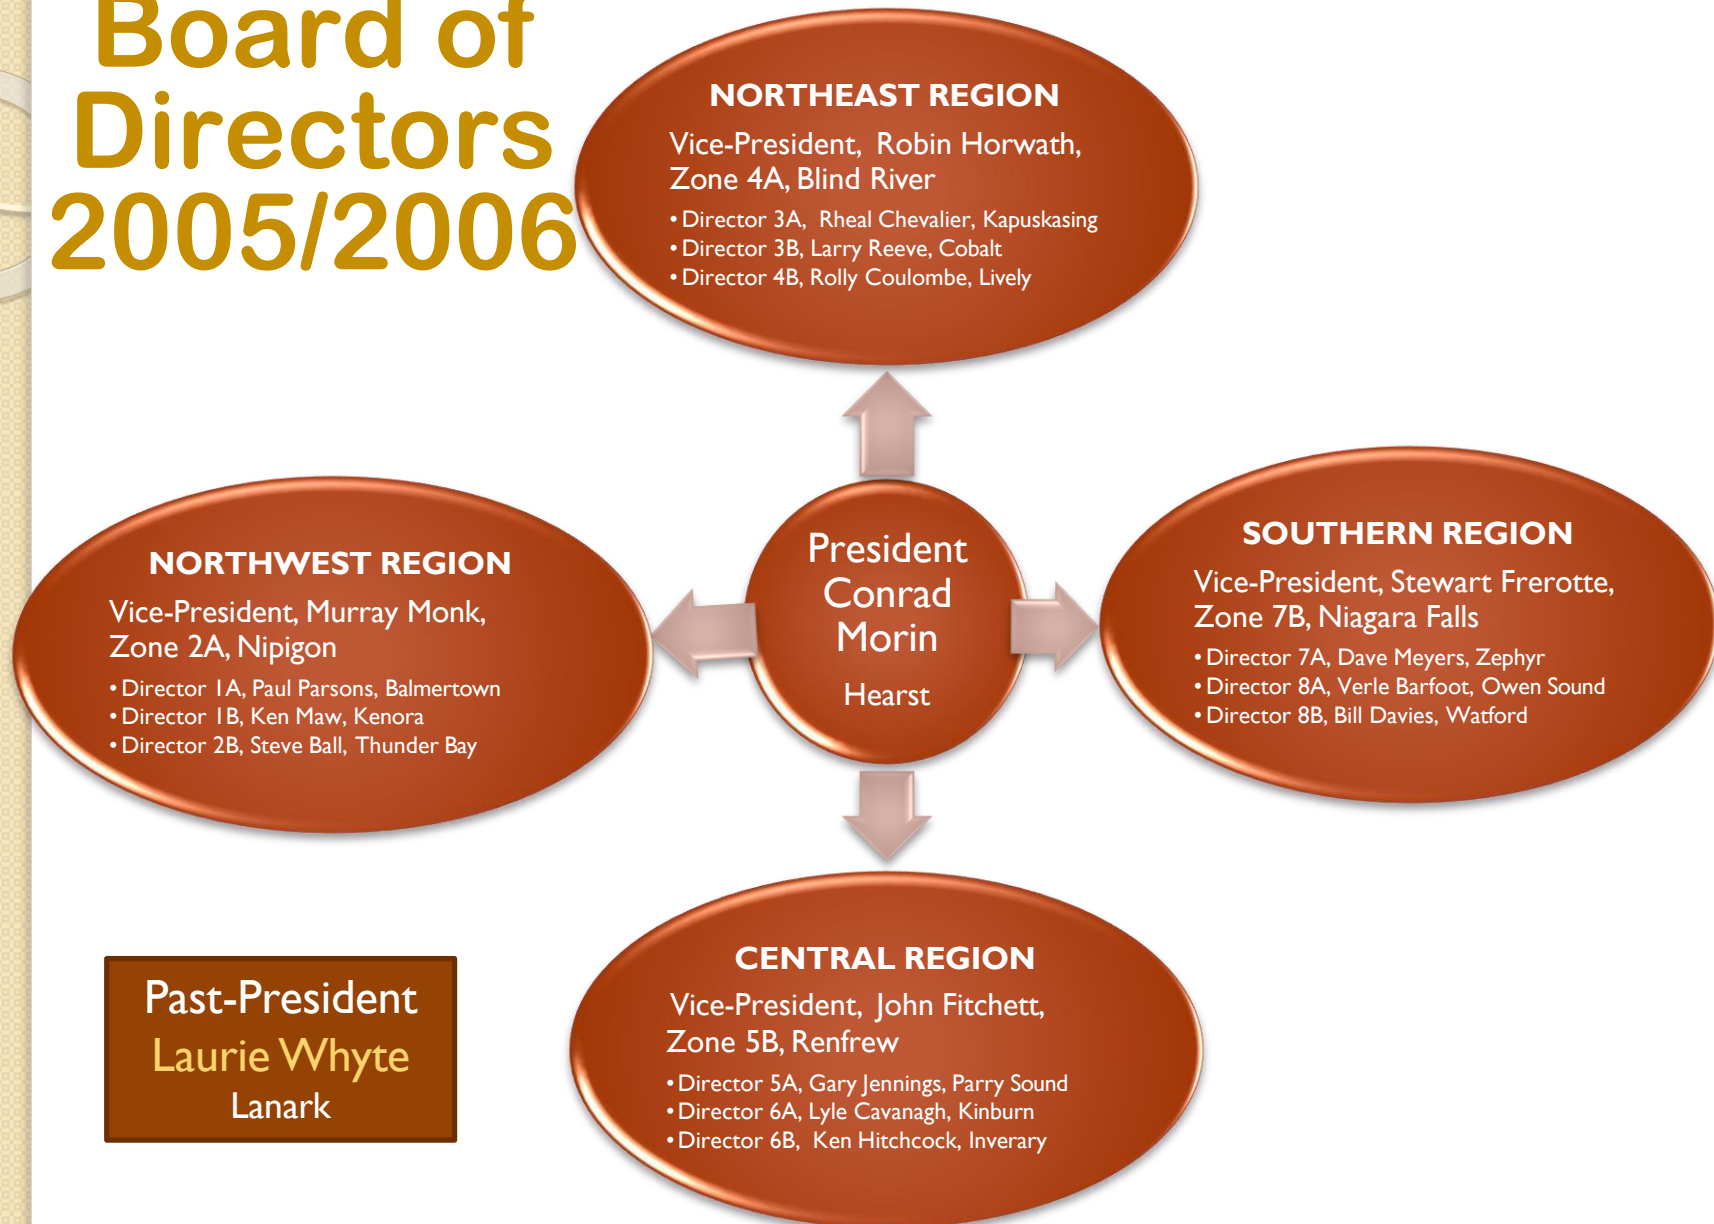 Board of
Directors
2005/2006
NORTHEAST REGION
Vice-President, Robin Horwath,
Zone 4A, Blind River
• Director 3A, Rheal Chevalier, Kapuskasing
• Director 3B, Larry Reeve, Cobalt
• Director 4B, Rolly Coulombe, Lively
NORTHWEST REGION
Vice-President, Murray Monk,
Zone 2A, Nipigon
• Director 1A, Paul Parsons, Balmertown
• Director 1B, Ken Maw, Kenora
• Director 2B, Steve Ball, Thunder Bay
President
Conrad
Morin
Hearst
SOUTHERN REGION
Vice-President, Stewart Frerotte,
Zone 7B, Niagara Falls
• Director 7A, Dave Meyers, Zephyr
• Director 8A, Verle Barfoot, Owen Sound
• Director 8B, Bill Davies, Watford
CENTRAL REGION
Vice-President, John Fitchett,
Zone 5B, Renfrew
• Director 5A, Gary Jennings, Parry Sound
• Director 6A, Lyle Cavanagh, Kinburn
• Director 6B, Ken Hitchcock, Inverary
Past-President
Laurie Whyte
Lanark